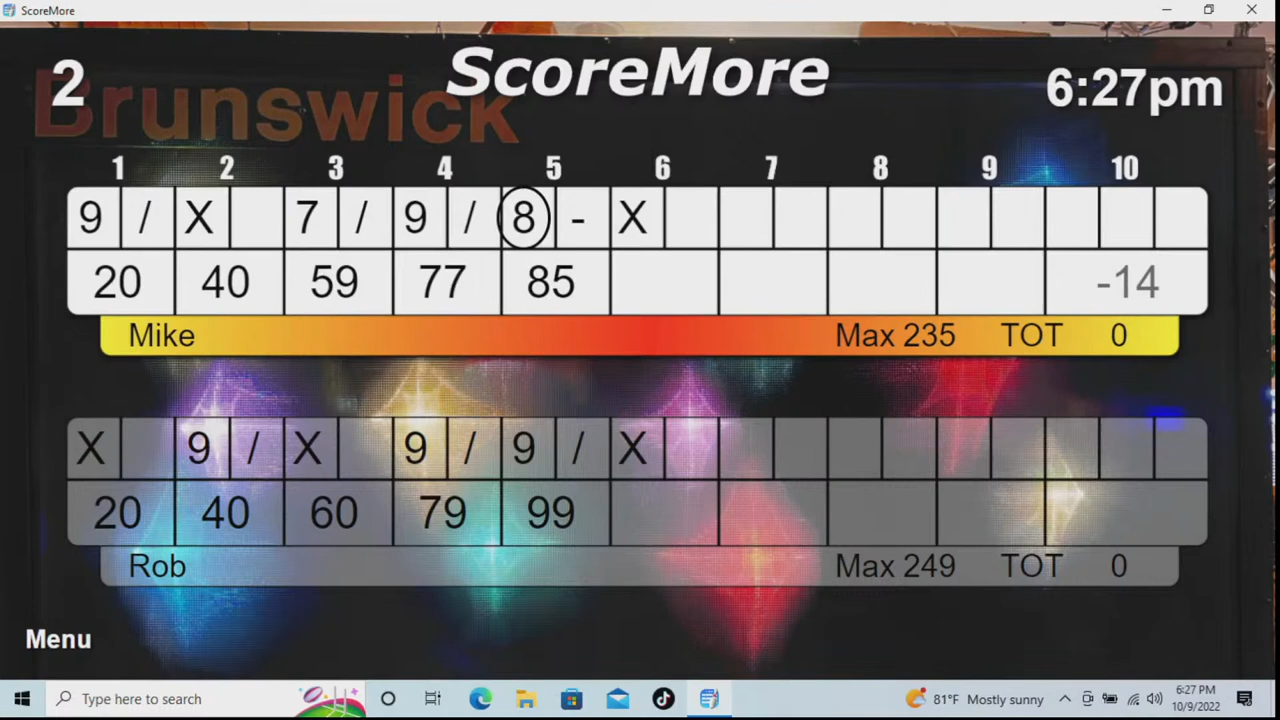 ScoreMore
Brunswick
2 ScoreMore 6:27pm
1 2 3 4 5 6 7 8 9 10
9 / X 7 / 9 / 8 - X
20 40 59 77 85 -14
Mike Max 235 TOT 0
X 9 / X 9 / 9 / X
20 40 60 79 99
Rob Max 249 TOT 0
Menu
Type here to search 81°F Mostly sunny 6:27 PM
10/9/2022